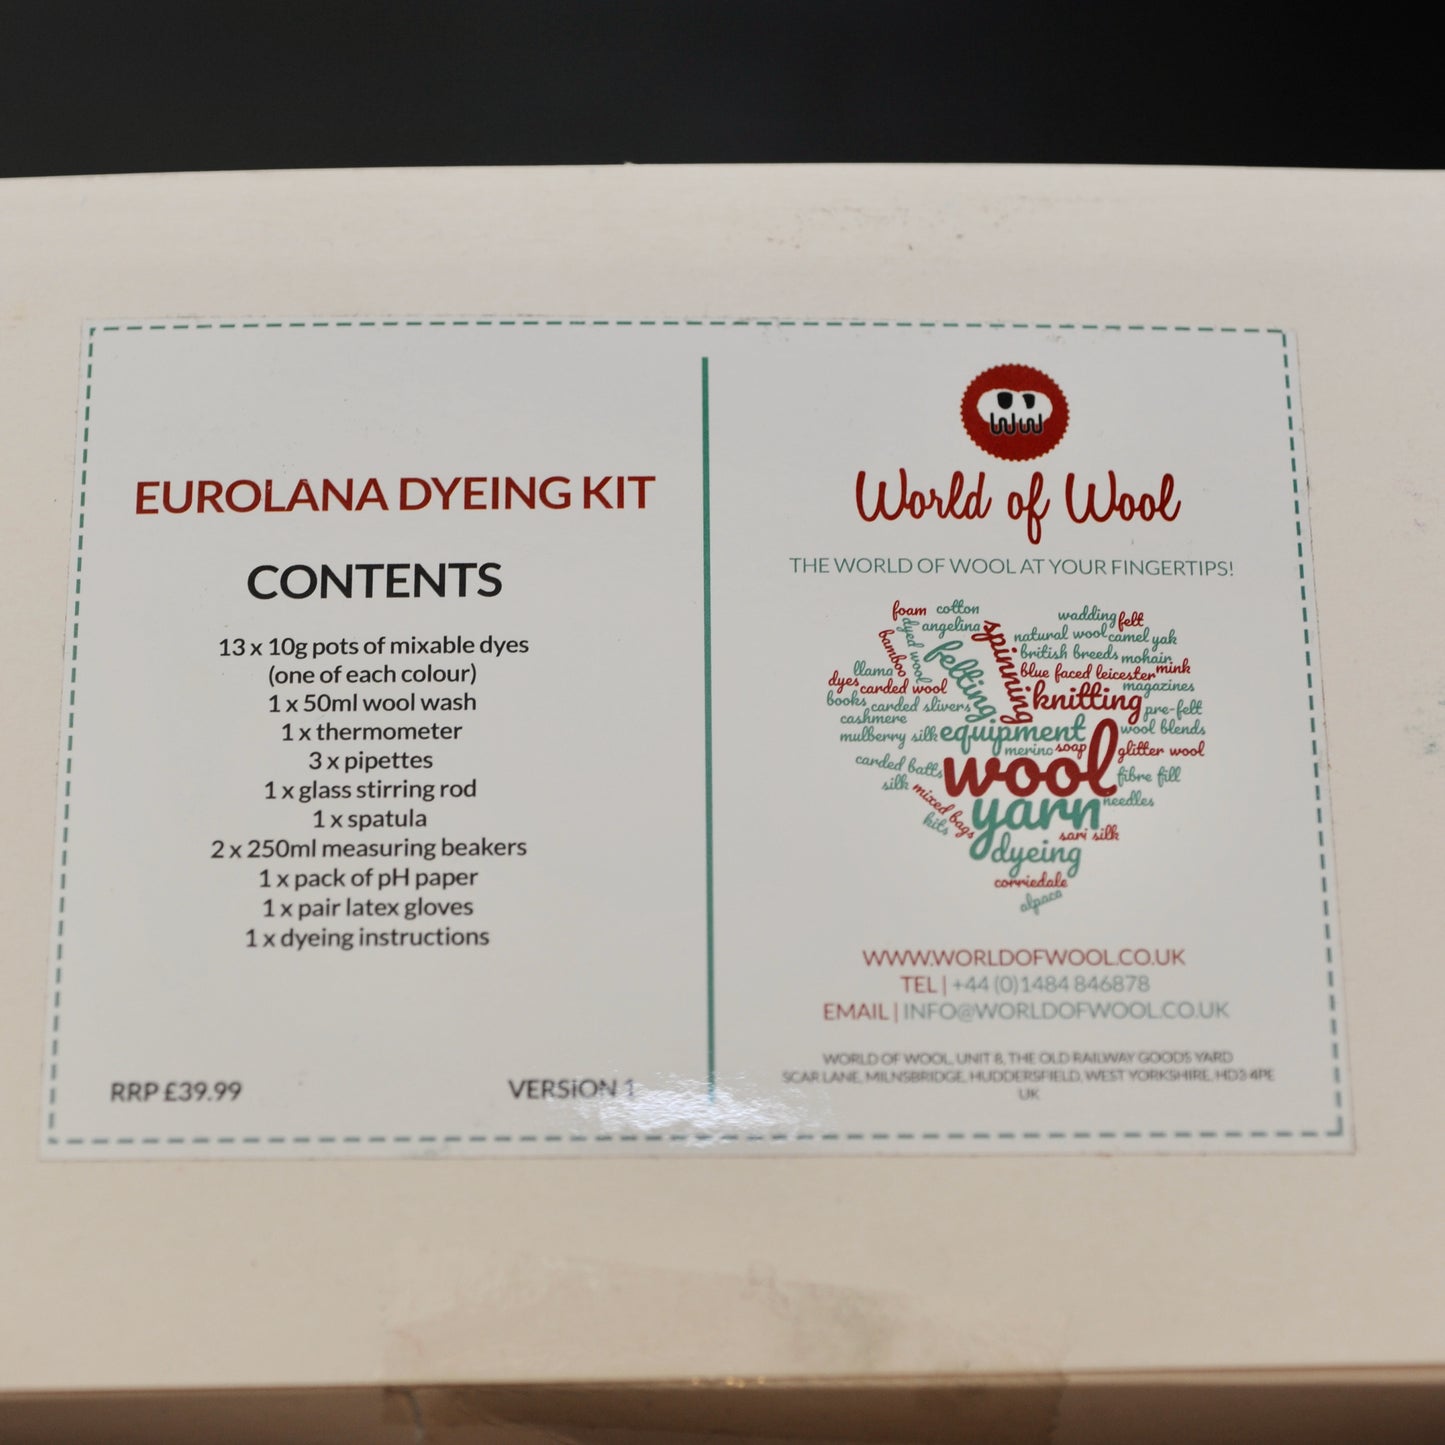 EUROLANA DYEING KIT
CONTENTS
13 x 10g pots of mixable dyes
(one of each colour)
1 x 50ml wool wash
1 x thermometer
3 x pipettes
1 x glass stirring rod
1 x spatula
2 x 250ml measuring beakers
1 x pack of pH paper
1 x pair latex gloves
1 x dyeing instructions
RRP £39.99
VERSION 1
WW
World of Wool
THE WORLD OF WOOL AT YOUR FINGERTIPS!
foam
cotton
angelina
dyed wool
bamboo
felting
spinning
wadding
felt
natural wool
camel
yak
british breeds
mohair
blue faced leicester
mink
llama
dyes
carded wool
knitting
magazines
books
carded slivers
pre-felt
cashmere
mulberry silk
equipment
wool blends
merino
soap
glitter wool
carded batts
wool
fibre fill
silk
mixed bags
yarn
needles
kits
sari silk
dyeing
corriedale
alpaca
WWW.WORLDOFWOOL.CO.UK
TEL | +44 (0)1484 846878
EMAIL | INFO@WORLDOFWOOL.CO.UK
WORLD OF WOOL, UNIT 8, THE OLD RAILWAY GOODS YARD
SCAR LANE, MILNSBRIDGE, HUDDERSFIELD, WEST YORKSHIRE, HD3 4PE
UK